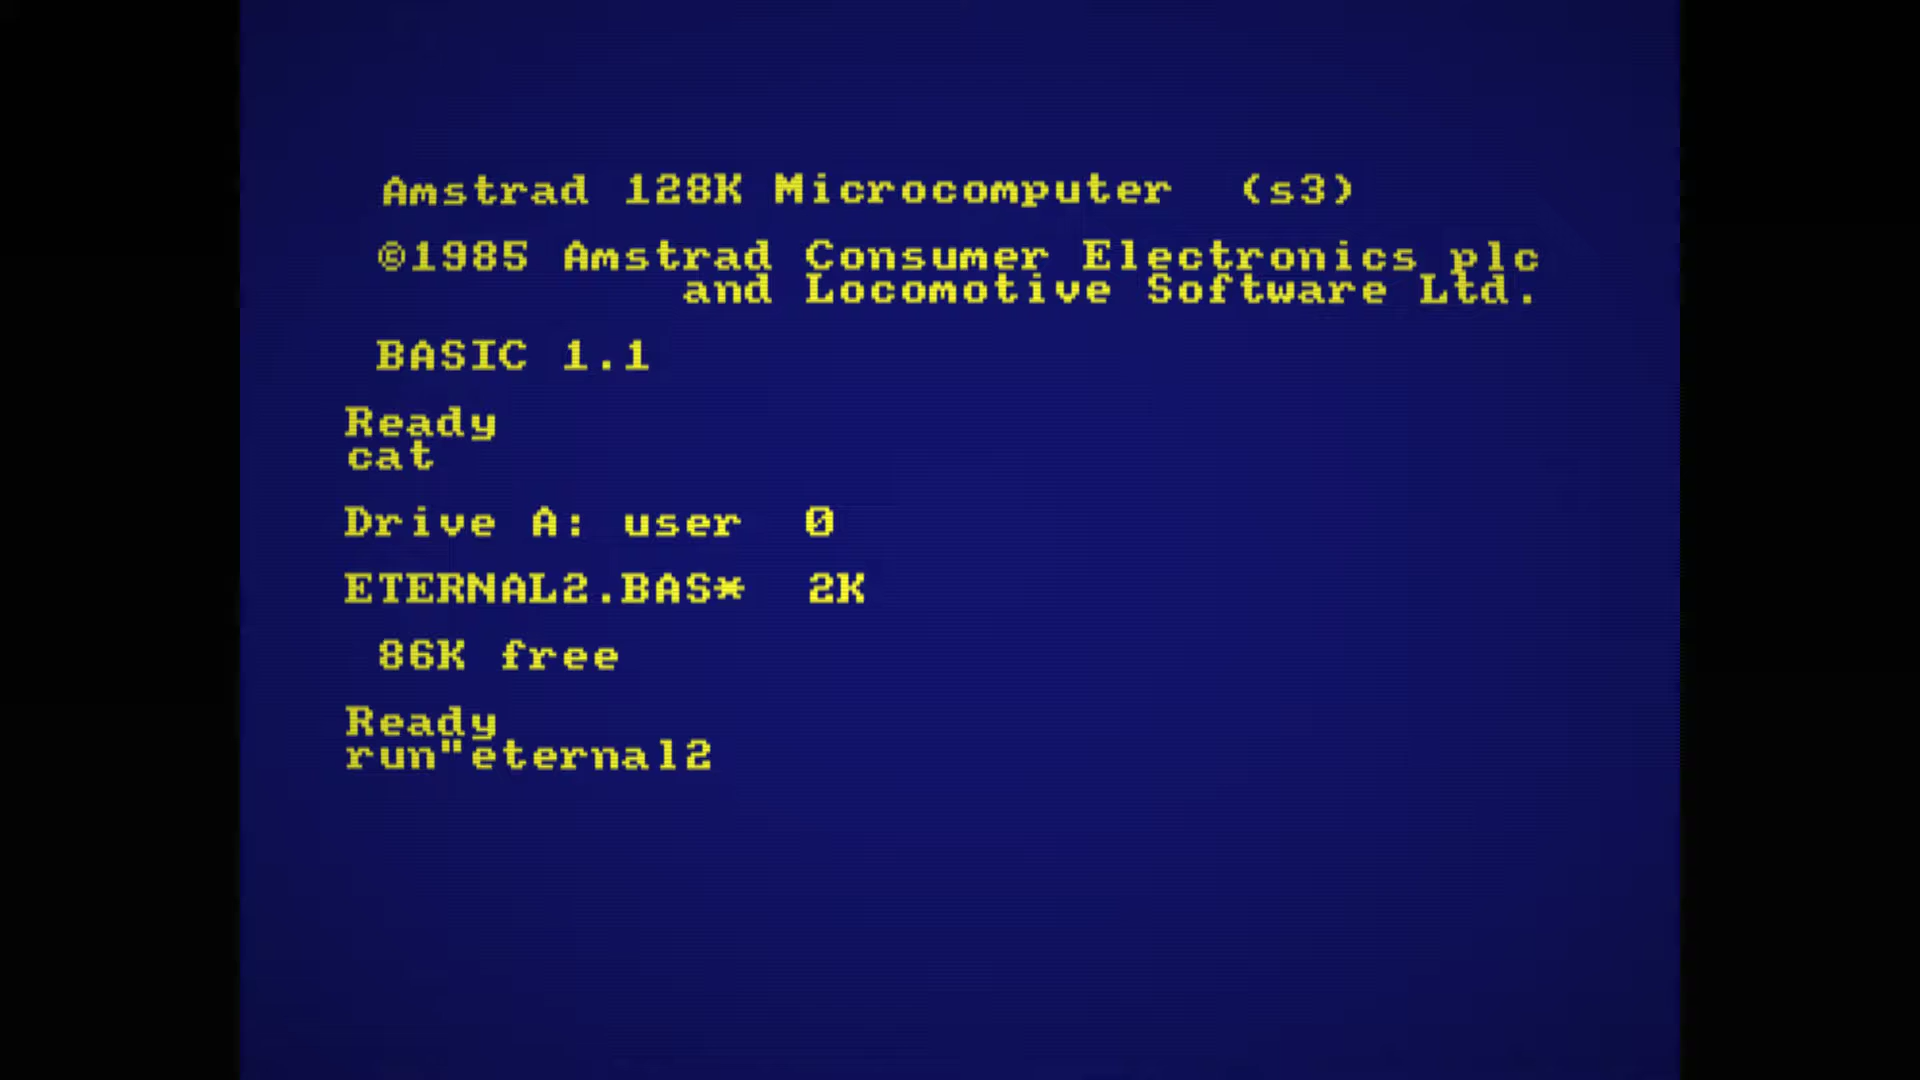 Amstrad 128K Microcomputer (s3)
©1985 Amstrad Consumer Electronics plc
and Locomotive Software Ltd.
BASIC 1.1
Ready
cat
Drive A: user 0
ETERNAL2.BAS* 2K
86K free
Ready
run"eternal2